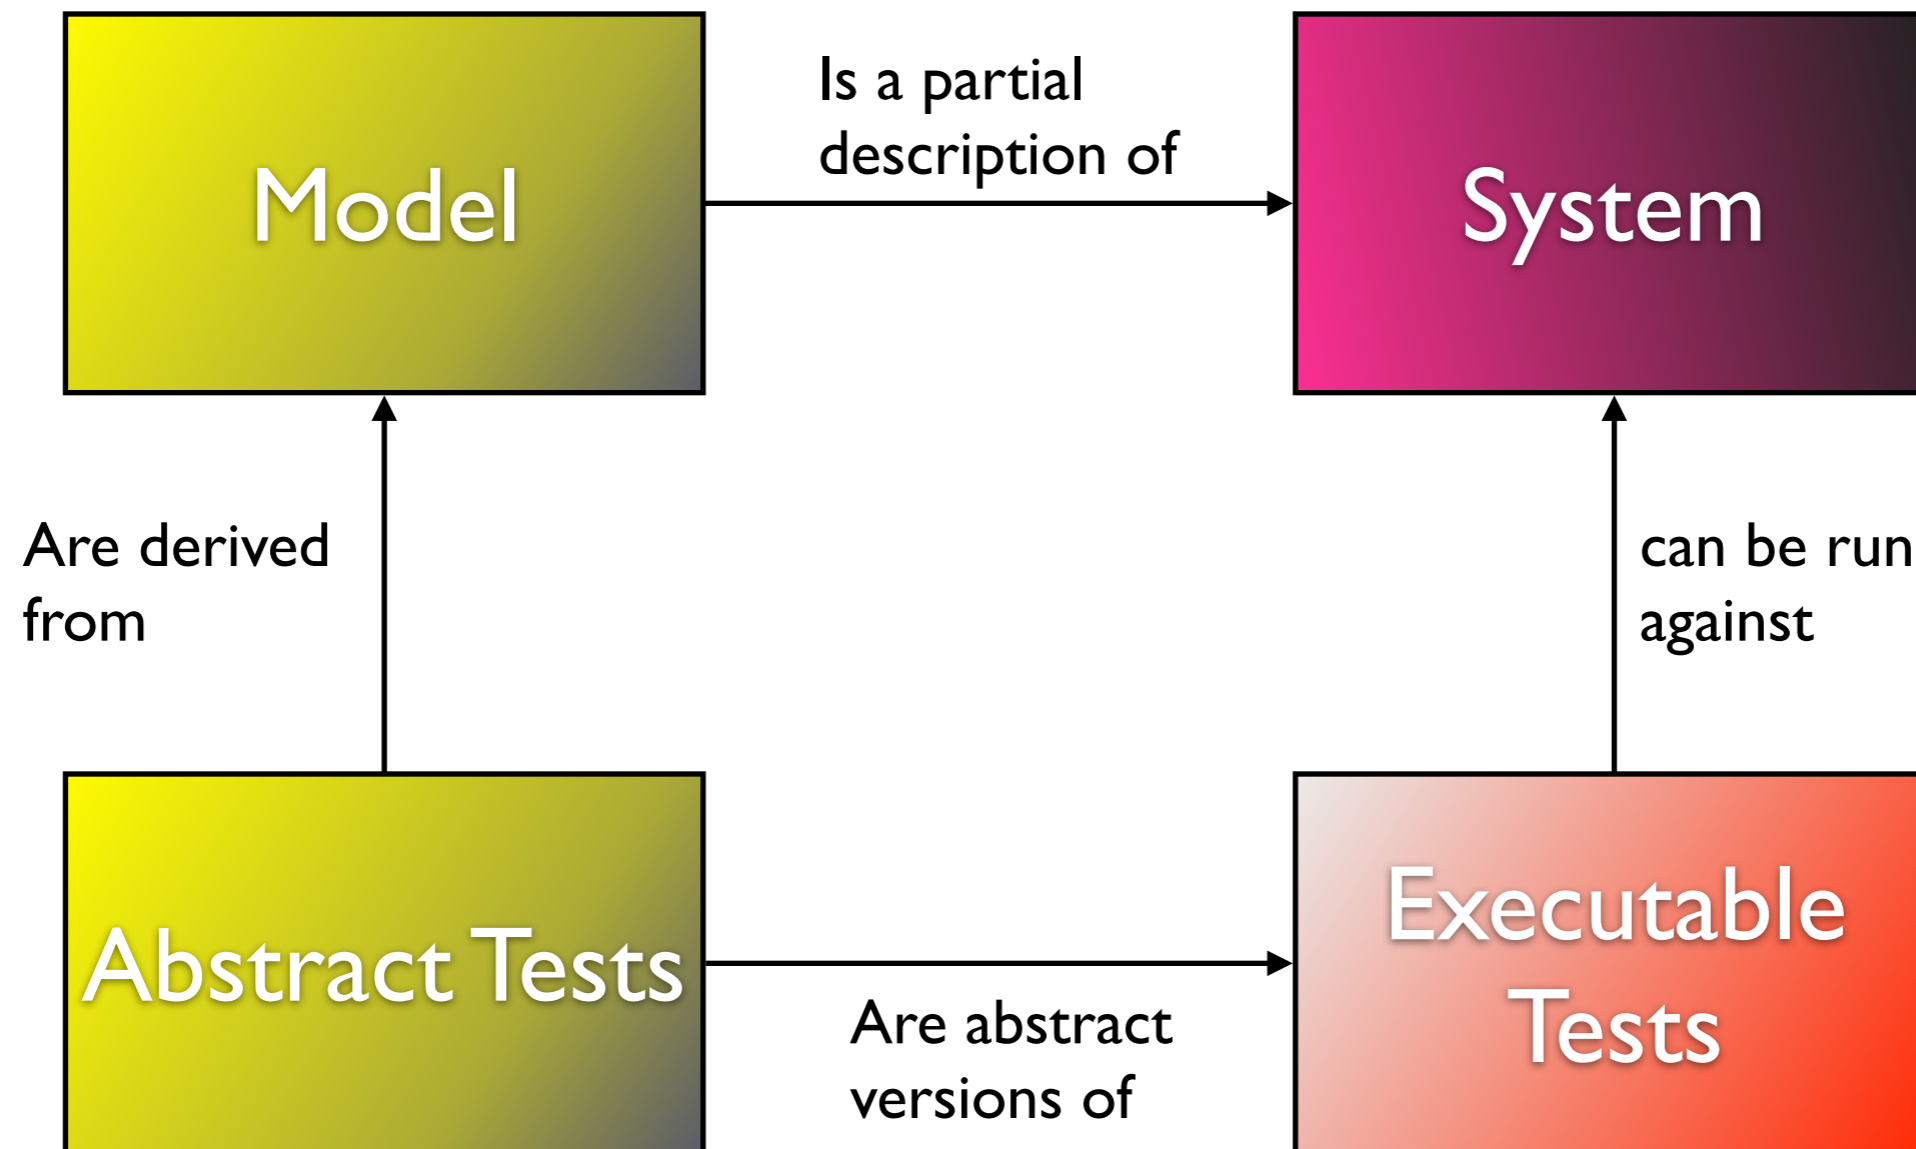 Model
Is a partial
description of
System
Are derived
from
can be run
against
Abstract Tests
Are abstract
versions of
Executable
Tests